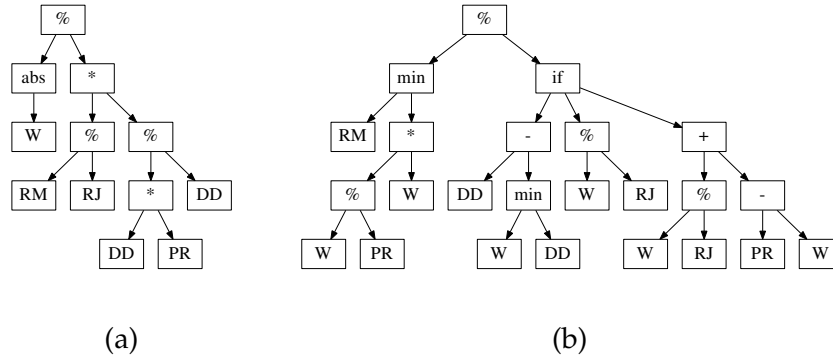 % %
abs * min if
W % % RM * - % +
RM RJ * DD % W DD min W RJ % -
DD PR W PR W DD W RJ PR W
(a) (b)